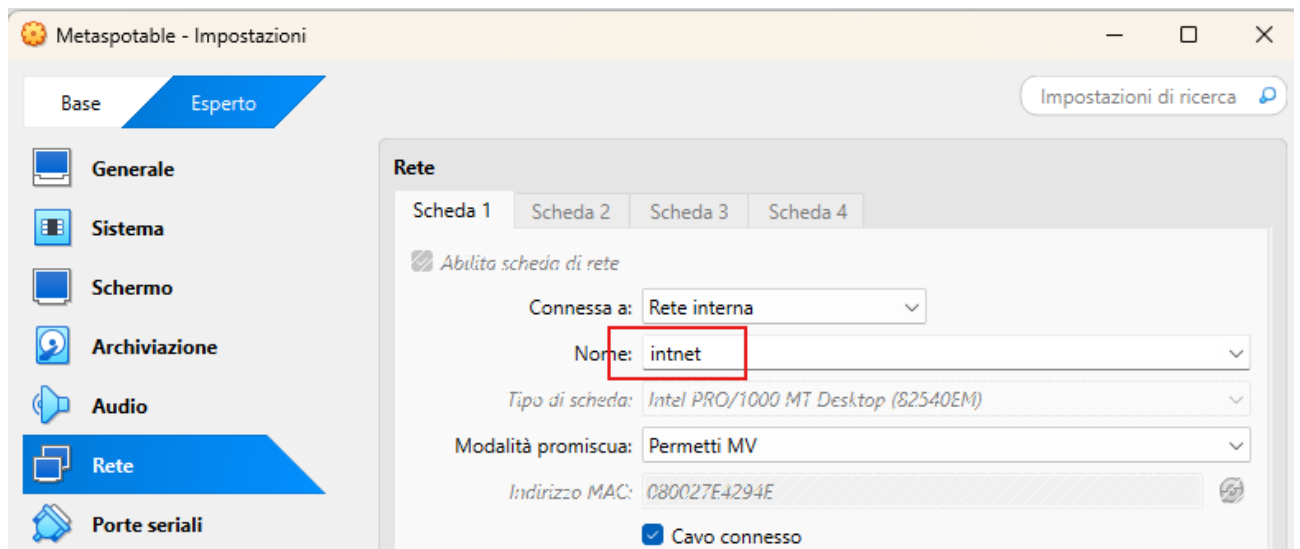 Metaspotable - Impostazioni
Base
Esperto
Impostazioni di ricerca
Generale
Sistema
Schermo
Archiviazione
Audio
Rete
Porte seriali
Rete
Scheda 1
Scheda 2
Scheda 3
Scheda 4
Abilita scheda di rete
Connessa a: Rete interna
Nome: intnet
Tipo di scheda: Intel PRO/1000 MT Desktop (82540EM)
Modalità promiscua: Permetti MV
Indirizzo MAC: 080027E4294E
Cavo connesso